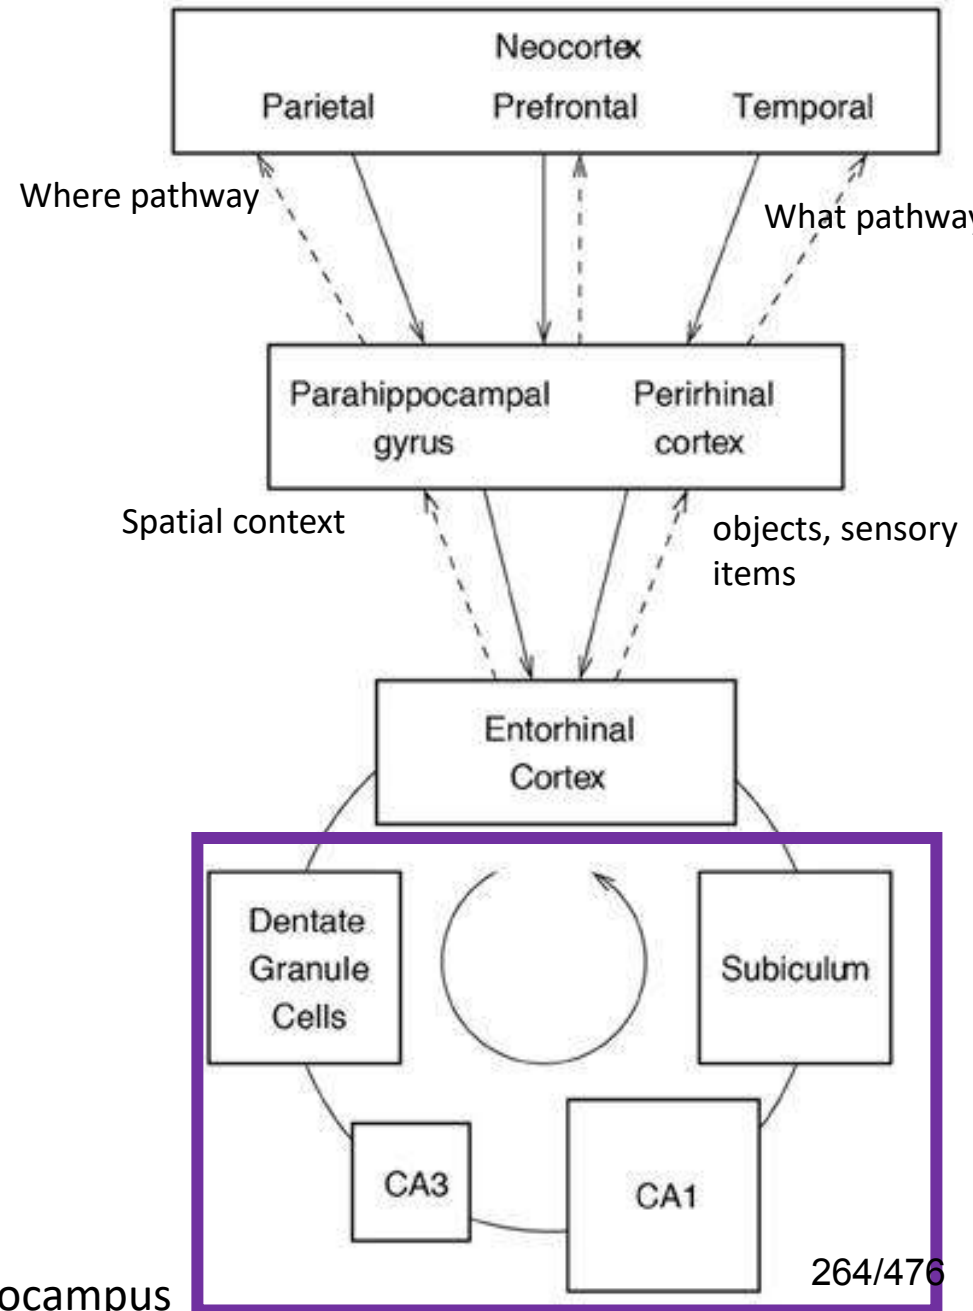 Neocortex
Parietal Prefrontal Temporal
Where pathway
What pathway
Parahippocampal
gyrus
Perirhinal
cortex
Spatial context
objects, sensory
items
Entorhinal
Cortex
Dentate
Granule
Cells
Subiculum
CA3
CA1
264/476
ocampus